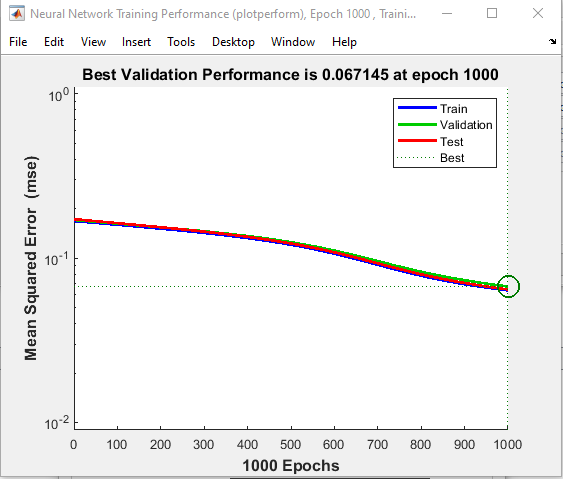 Neural Network Training Performance (plotperform), Epoch 1000 , Traini...
File Edit View Insert Tools Desktop Window Help
Best Validation Performance is 0.067145 at epoch 1000
Train
Validation
Test
Best
10^0
10^-1
10^-2
Mean Squared Error (mse)
0 100 200 300 400 500 600 700 800 900 1000
1000 Epochs